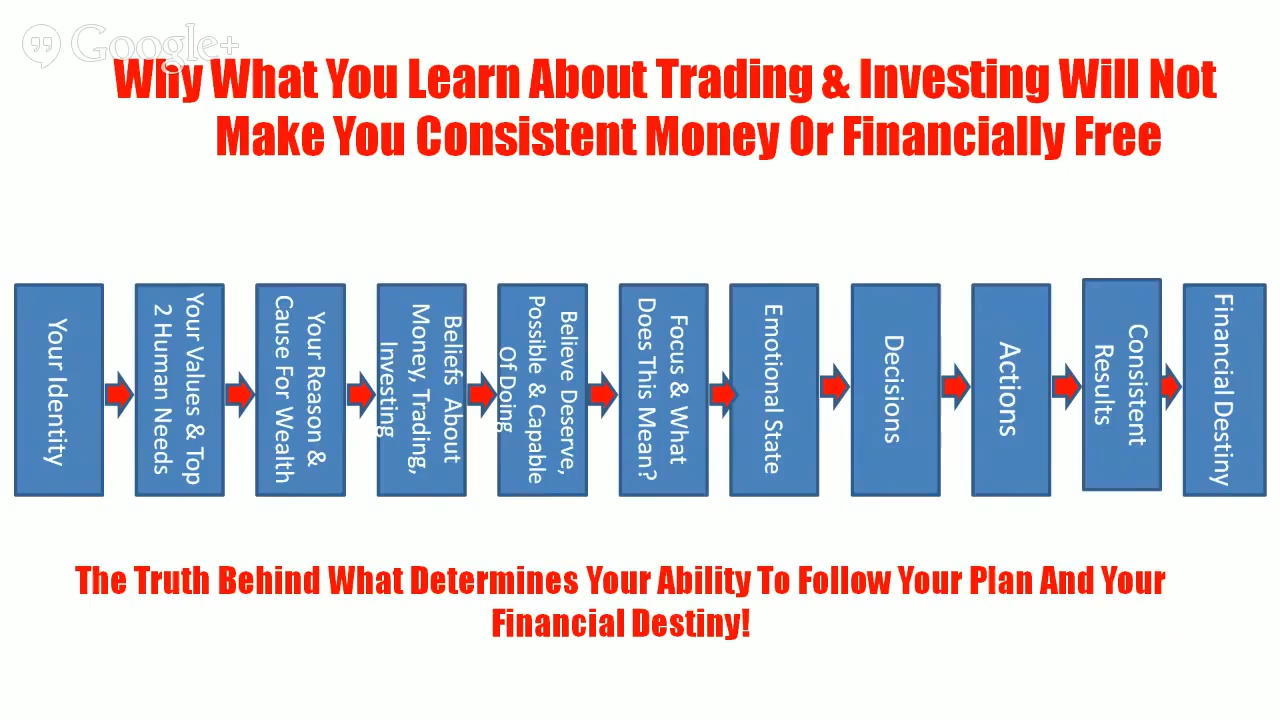 Google+
Why What You Learn About Trading & Investing Will Not
Make You Consistent Money Or Financially Free
Your Identity
Your Values & Top
2 Human Needs
Your Reason &
Cause For Wealth
Beliefs About
Money, Trading,
Investing
Believe Deserve,
Possible & Capable
Of Doing
Focus & What
Does This Mean?
Emotional State
Decisions
Actions
Consistent
Results
Financial Destiny
The Truth Behind What Determines Your Ability To Follow Your Plan And Your
Financial Destiny!